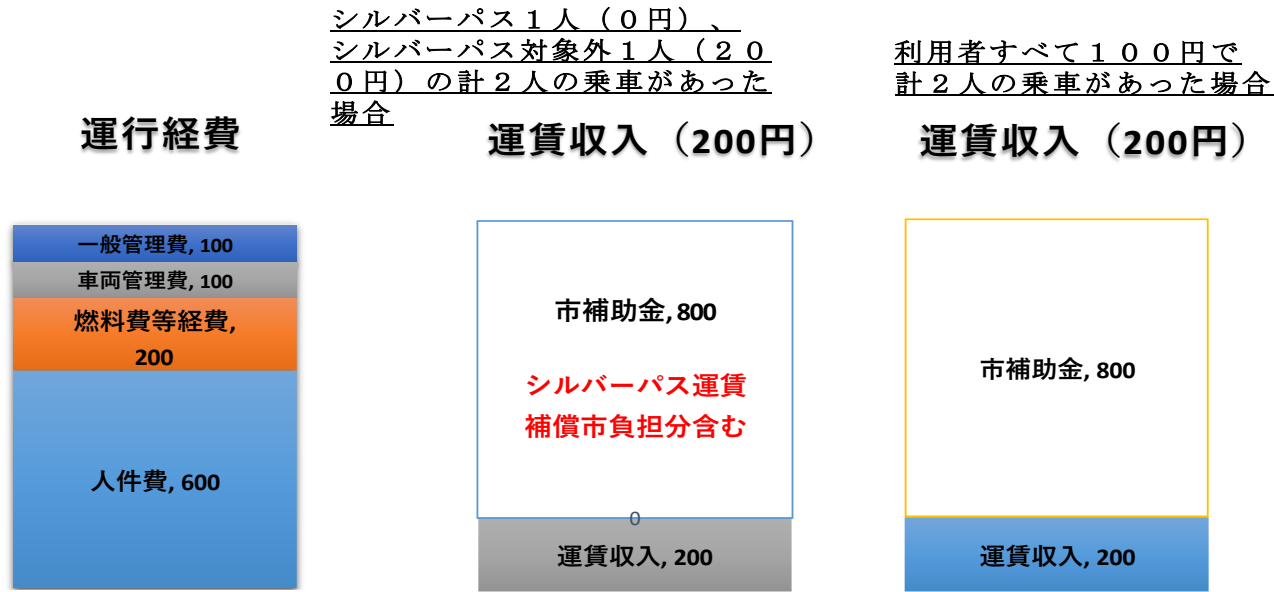 シルバーパス１人（０円）、
シルバーパス対象外１人（２０
０円）の計２人の乗車があった
場合
利用者すべて１００円で
計２人の乗車があった場合
運行経費
運賃収入（200円）
運賃収入（200円）
一般管理費, 100
車両管理費, 100
燃料費等経費,
200
人件費, 600
市補助金, 800
シルバーパス運賃
補償市負担分含む
0
運賃収入, 200
市補助金, 800
運賃収入, 200